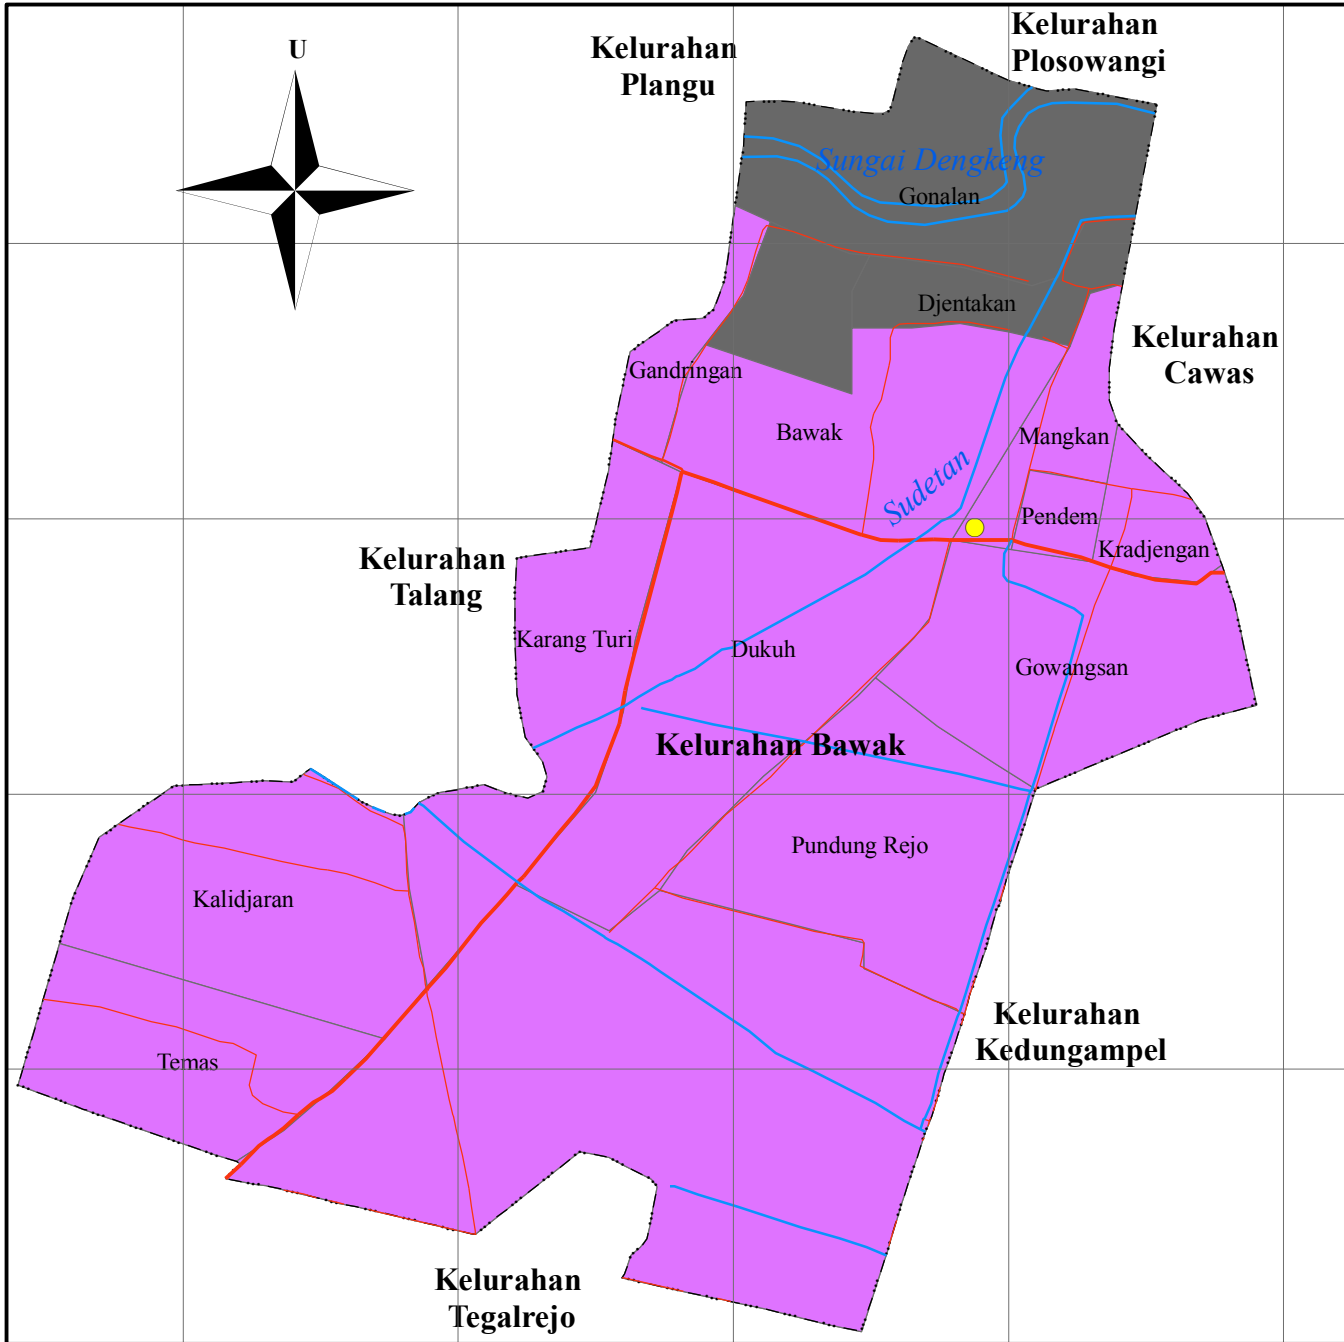 U
Kelurahan
Plangu
Kelurahan
Plosowangi
Sungai Dengkeng
Gonalan
Djentakan
Kelurahan
Cawas
Gandringan
Bawak
Mangkan
Sudetan
Pendem
Kradjengan
Kelurahan
Talang
Karang Turi
Dukuh
Gowangsan
Kelurahan Bawak
Pundung Rejo
Kalidjaran
Kelurahan
Kedungampel
Temas
Kelurahan
Tegalrejo